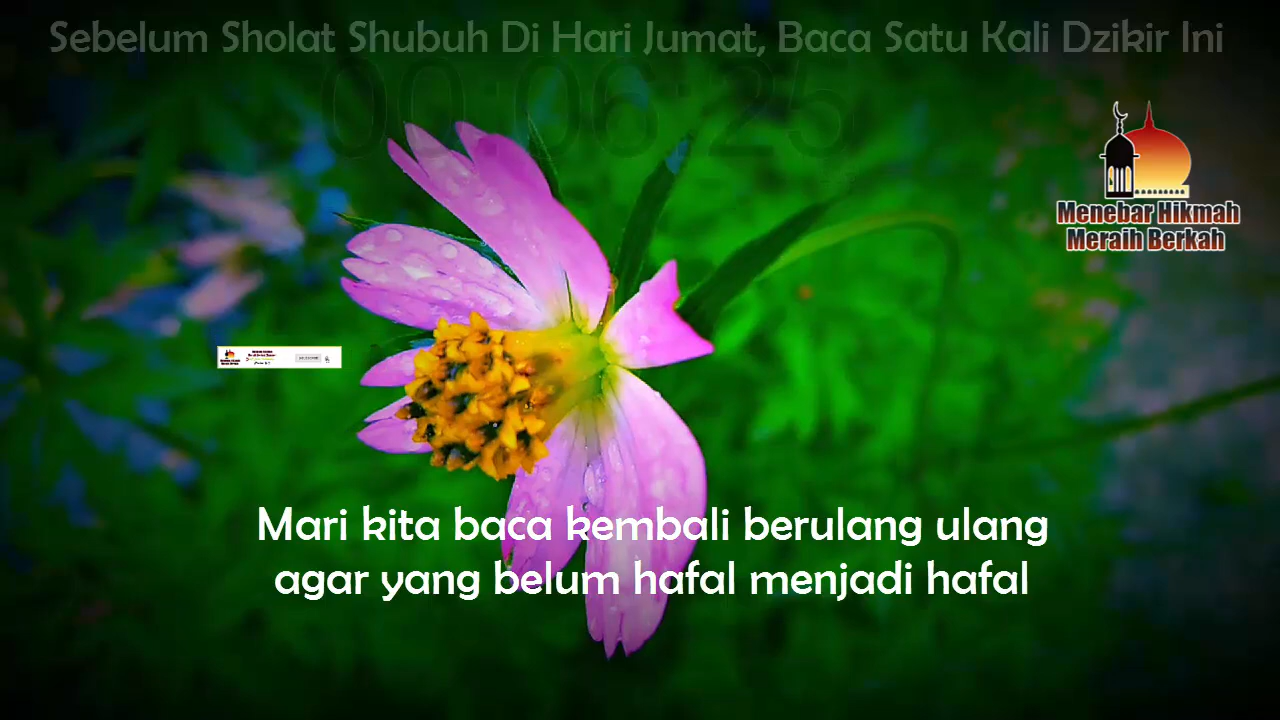 Sebelum Sholat Shubuh Di Hari Jumat, Baca Satu Kali Dzikir Ini
00:06:25
Menebar Hikmah
Meraih Berkah
Mari kita baca kembali berulang ulang
agar yang belum hafal menjadi hafal